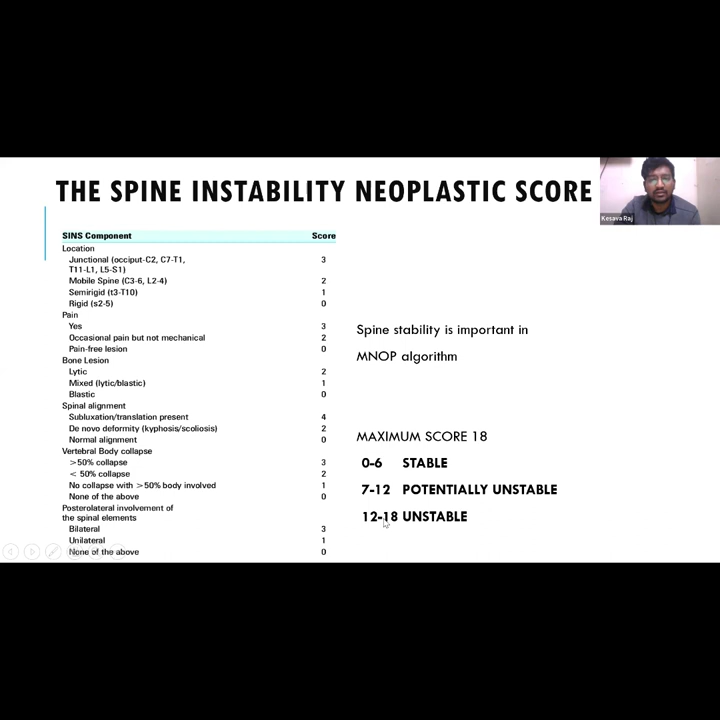 THE SPINE INSTABILITY NEOPLASTIC SCORE
Kesava Raj
SINS Component Score
Location
Junctional (occiput-C2, C7-T1, 3
T11-L1, L5-S1)
Mobile Spine (C3-6, L2-4) 2
Semirigid (t3-T10) 1
Rigid (s2-5) 0
Pain
Yes 3
Occasional pain but not mechanical 2
Pain-free lesion 0
Bone Lesion
Lytic 2
Mixed (lytic/blastic) 1
Blastic 0
Spinal alignment
Subluxation/translation present 4
De novo deformity (kyphosis/scoliosis) 2
Normal alignment 0
Vertebral Body collapse
>50% collapse 3
< 50% collapse 2
No collapse with >50% body involved 1
None of the above 0
Posterolateral involvement of
the spinal elements
Bilateral 3
Unilateral 1
None of the above 0
Spine stability is important in
MNOP algorithm
MAXIMUM SCORE 18
0-6 STABLE
7-12 POTENTIALLY UNSTABLE
12-18 UNSTABLE